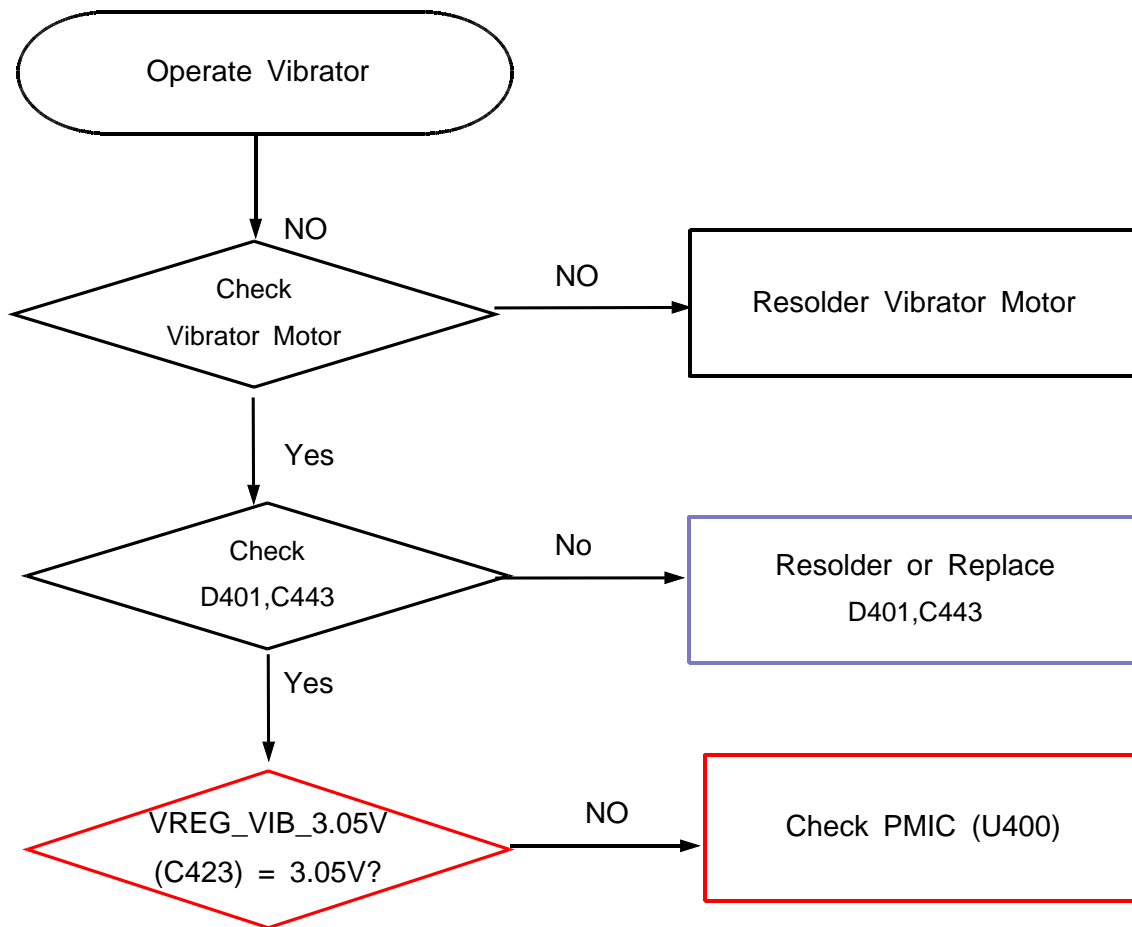 Operate Vibrator
NO
Check
Vibrator Motor
NO
Resolder Vibrator Motor
Yes
Check
D401,C443
No
Resolder or Replace
D401,C443
Yes
VREG_VIB_3.05V
(C423) = 3.05V?
NO
Check PMIC (U400)